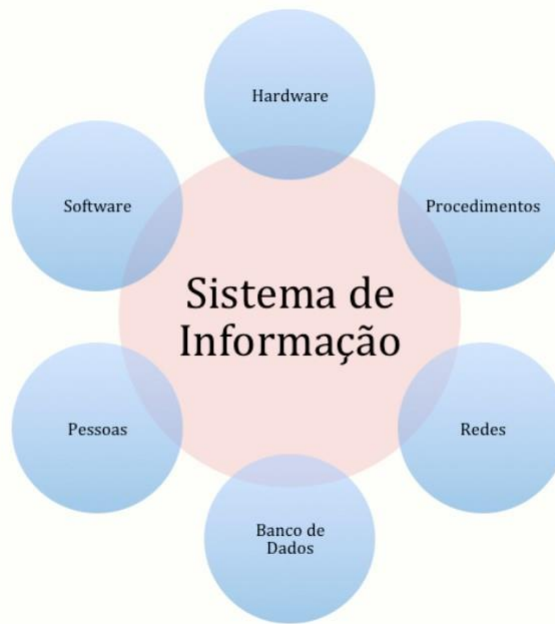 Hardware
Software
Procedimentos
Sistema de
Informação
Pessoas
Redes
Banco de
Dados